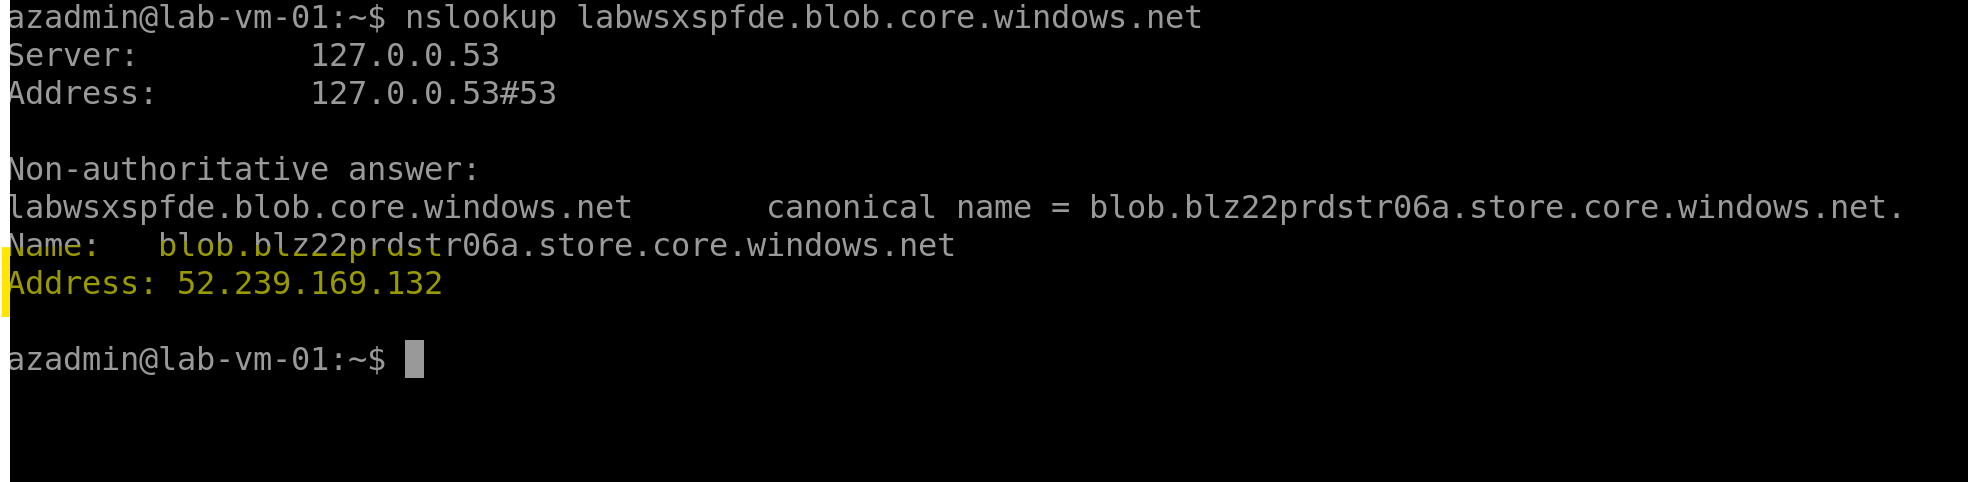 azadmin@lab-vm-01:~$ nslookup labwsxspfde.blob.core.windows.net
Server: 127.0.0.53
Address: 127.0.0.53#53
Non-authoritative answer:
labwsxspfde.blob.core.windows.net canonical name = blob.blz22prdstr06a.store.core.windows.net.
Name: blob.blz22prdstr06a.store.core.windows.net
Address: 52.239.169.132
azadmin@lab-vm-01:~$